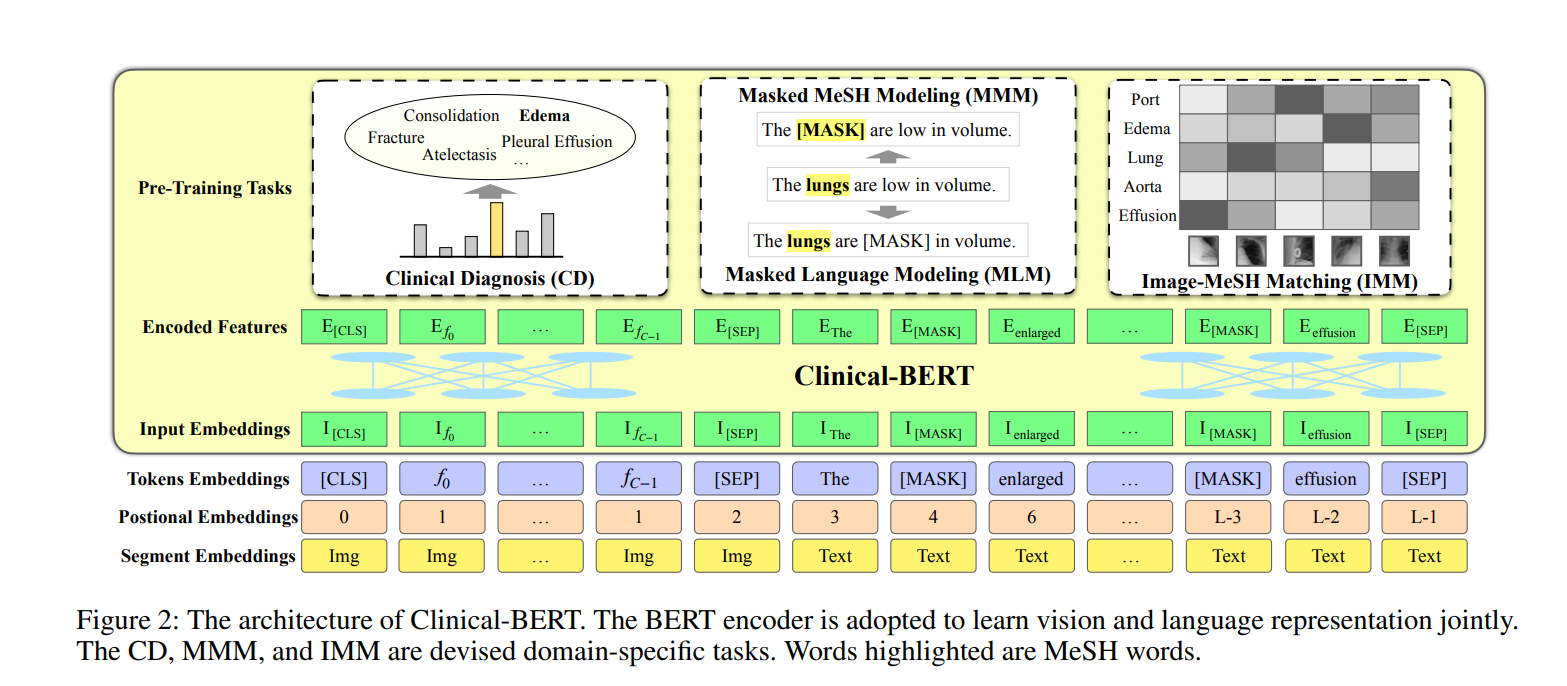 Pre-Training Tasks
Consolidation Edema
Fracture Pleural Effusion
Atelectasis
…
Clinical Diagnosis (CD)
Masked MeSH Modeling (MMM)
The [MASK] are low in volume.
The lungs are low in volume.
The lungs are [MASK] in volume.
Masked Language Modeling (MLM)
Port
Edema
Lung
Aorta
Effusion
Image-MeSH Matching (IMM)
Encoded Features E[CLS] Ef0 … EfC−1 E[SEP] EThe E[MASK] Eenlarged … E[MASK] Eeffusion E[SEP]
Clinical-BERT
Input Embeddings I[CLS] If0 … IfC−1 I[SEP] IThe I[MASK] Ienlarged … I[MASK] Ieffusion I[SEP]
Tokens Embeddings [CLS] f0 … fC−1 [SEP] The [MASK] enlarged … [MASK] effusion [SEP]
Postional Embeddings 0 1 … 1 2 3 4 6 … L-3 L-2 L-1
Segment Embeddings Img Img … Img Img Text Text Text … Text Text Text
Figure 2: The architecture of Clinical-BERT. The BERT encoder is adopted to learn vision and language representation jointly.
The CD, MMM, and IMM are devised domain-specific tasks. Words highlighted are MeSH words.